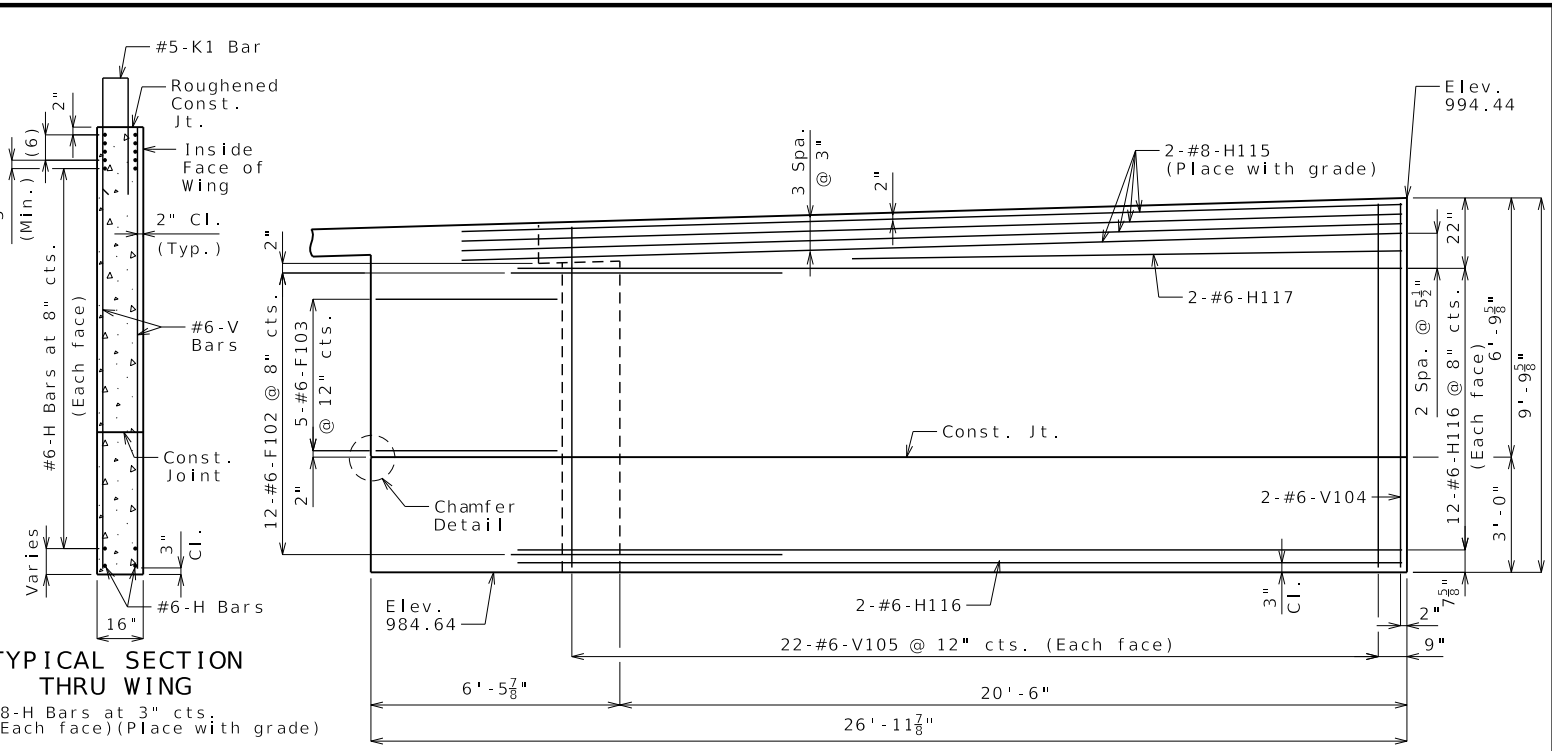 #5-K1 Bar
Roughened
Const.
Jt.
2"
(6)
Inside
Face of
Wing
(Min.)
2" Cl.
(Typ.)
#6-H Bars at 8" cts.
(Each face)
#6-V
Bars
Const.
Joint
Varies
3"
Cl.
#6-H Bars
16"
TYPICAL SECTION
THRU WING
8-H Bars at 3" cts.
Each face)(Place with grade)
Elev.
994.44
3 Spa.
@ 3"
2"
2-#8-H115
(Place with grade)
2"
22"
2-#6-H117
12-#6-F102 @ 8" cts.
5-#6-F103
@ 12" cts.
2"
2 Spa. @ 5½"
12-#6-H116 @ 8" cts.
(Each face)
6'-9⅝"
9'-9⅝"
Const. Jt.
Chamfer
Detail
2-#6-V104
3'-0"
Elev.
984.64
2-#6-H116
3"
Cl.
2"
7⅝"
22-#6-V105 @ 12" cts. (Each face)
9"
6'-5⅞"
20'-6"
26'-11⅞"